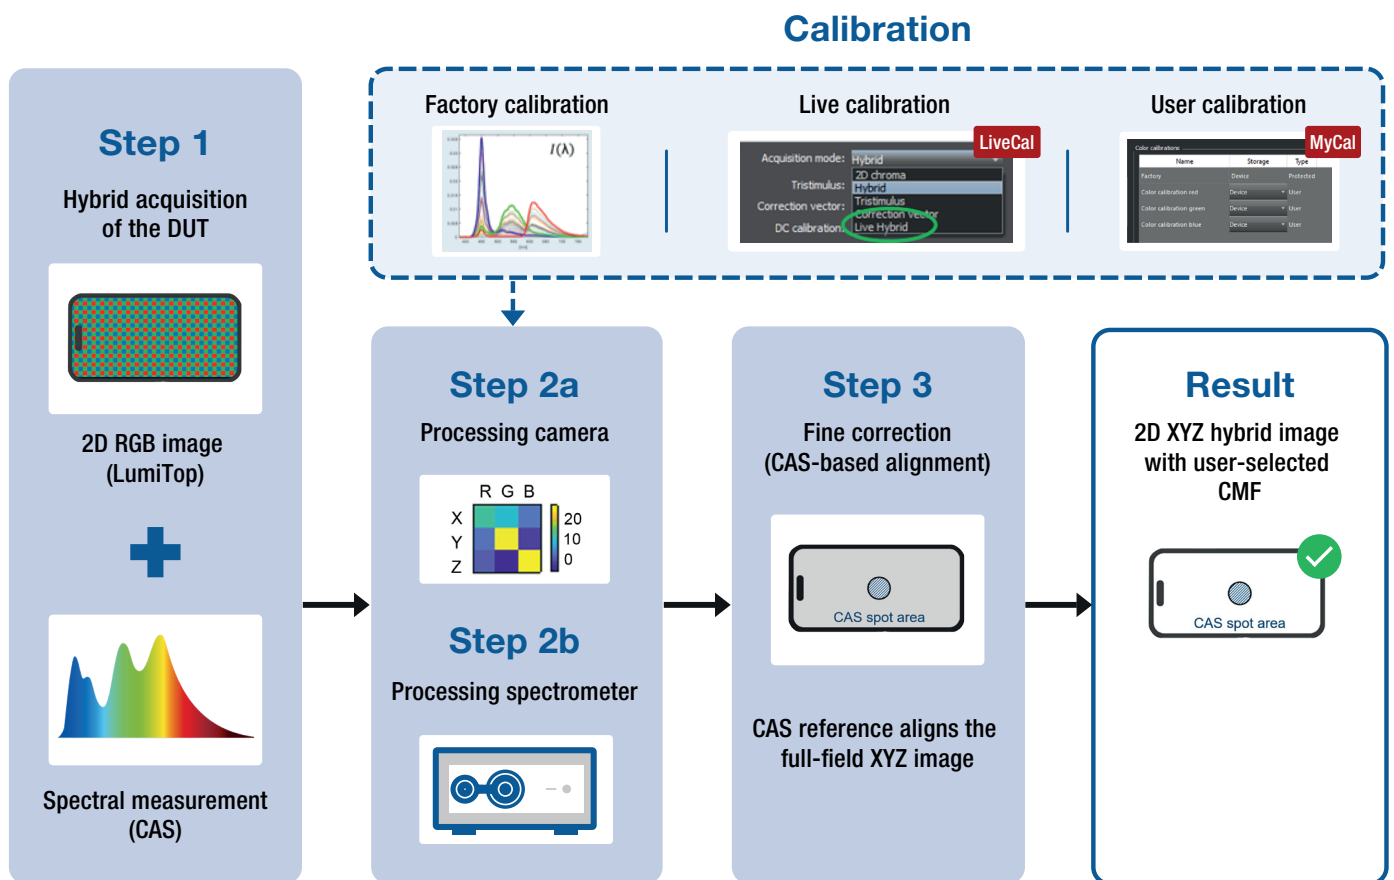 Calibration
Factory calibration
I(λ)
Live calibration
LiveCal
Acquisition mode:
Hybrid
2D chroma
Hybrid
Tristimulus:
Tristimulus
Correction vector:
Correction vector
DC calibration:
Live Hybrid
User calibration
MyCal
Color calibrations
Name Storage Type
Factory Device Protected
Color calibration red Device User
Color calibration green Device User
Color calibration blue Device User
Step 1
Hybrid acquisition
of the DUT
2D RGB image
(LumiTop)
Spectral measurement
(CAS)
Step 2a
Processing camera
R G B
X
Y
Z
20
10
0
Step 2b
Processing spectrometer
Step 3
Fine correction
(CAS-based alignment)
CAS spot area
CAS reference aligns the
full-field XYZ image
Result
2D XYZ hybrid image
with user-selected
CMF
CAS spot area